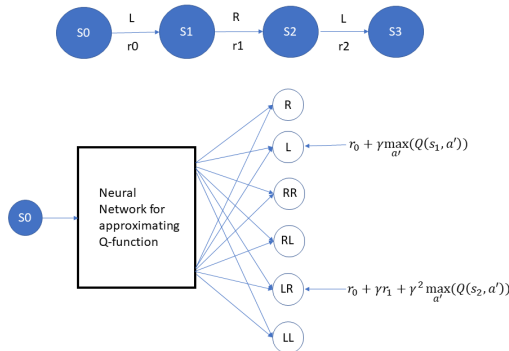 L R L
S0 S1 S2 S3
r0 r1 r2
R
L
r₀ + γmax(Q(s₁, a′))
a′
RR
Neural
Network for
approximating
Q-function
S0
RL
LR
r₀ + γr₁ + γ² max(Q(s₂, a′))
a′
LL